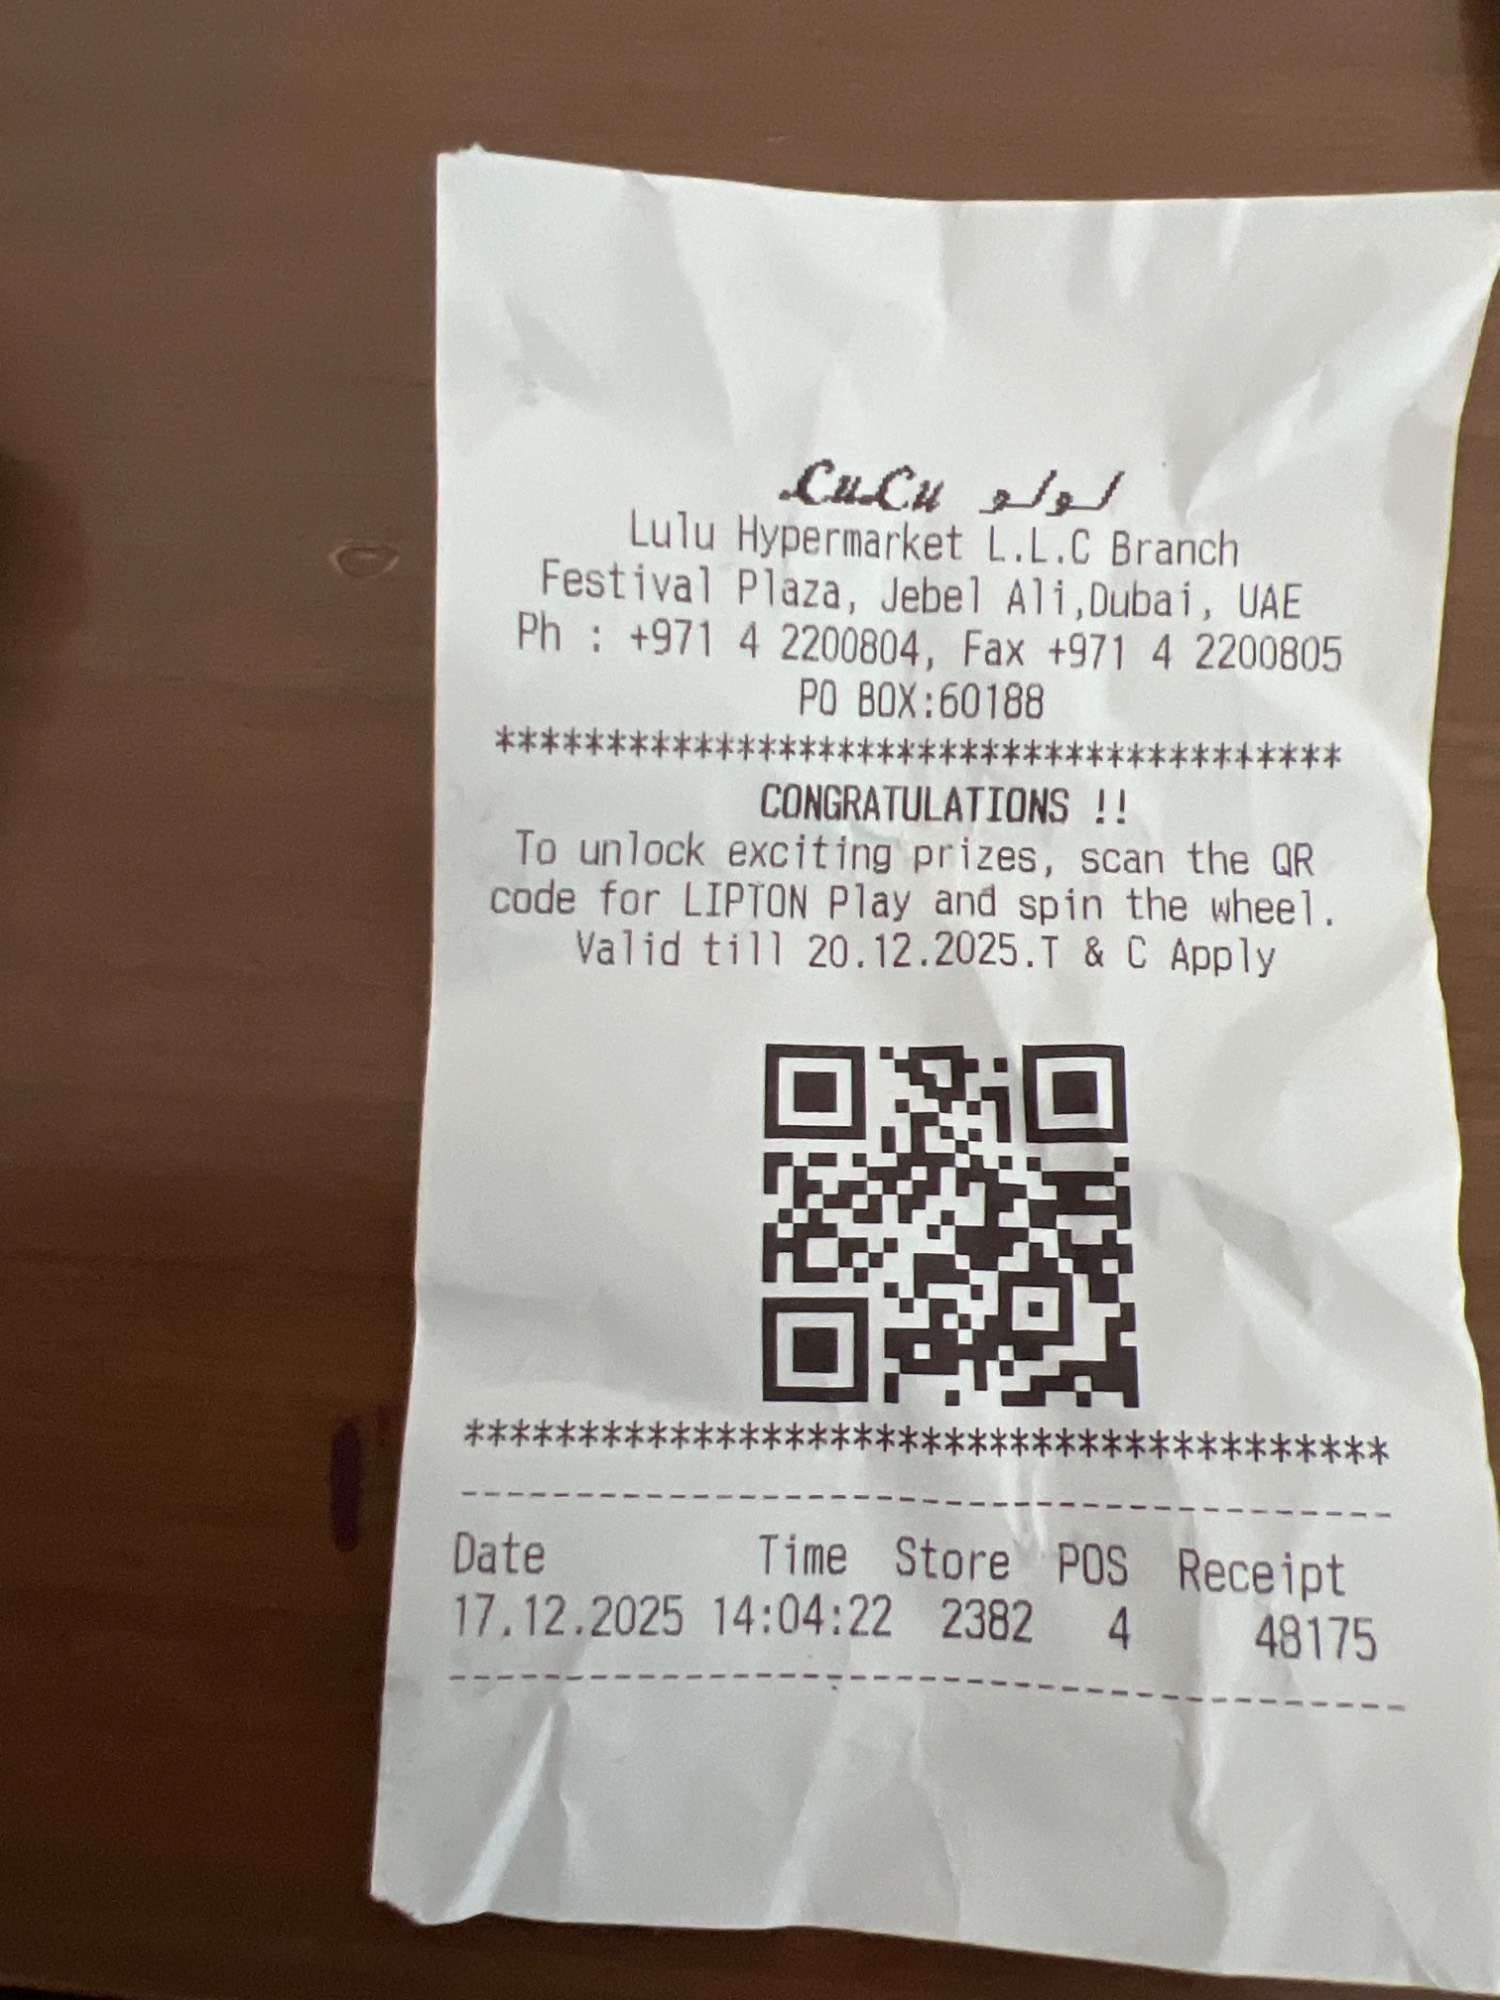 LuLu لولو
Lulu Hypermarket L.L.C Branch
Festival Plaza, Jebel Ali,Dubai, UAE
Ph : +971 4 2200804, Fax +971 4 2200805
PO BOX:60188
***************************************
CONGRATULATIONS !!
To unlock exciting prizes, scan the QR
code for LIPTON Play and spin the wheel.
Valid till 20.12.2025.T & C Apply
****************************************
----------------------------------------
Date Time Store POS Receipt
17.12.2025 14:04:22 2382 4 48175
----------------------------------------